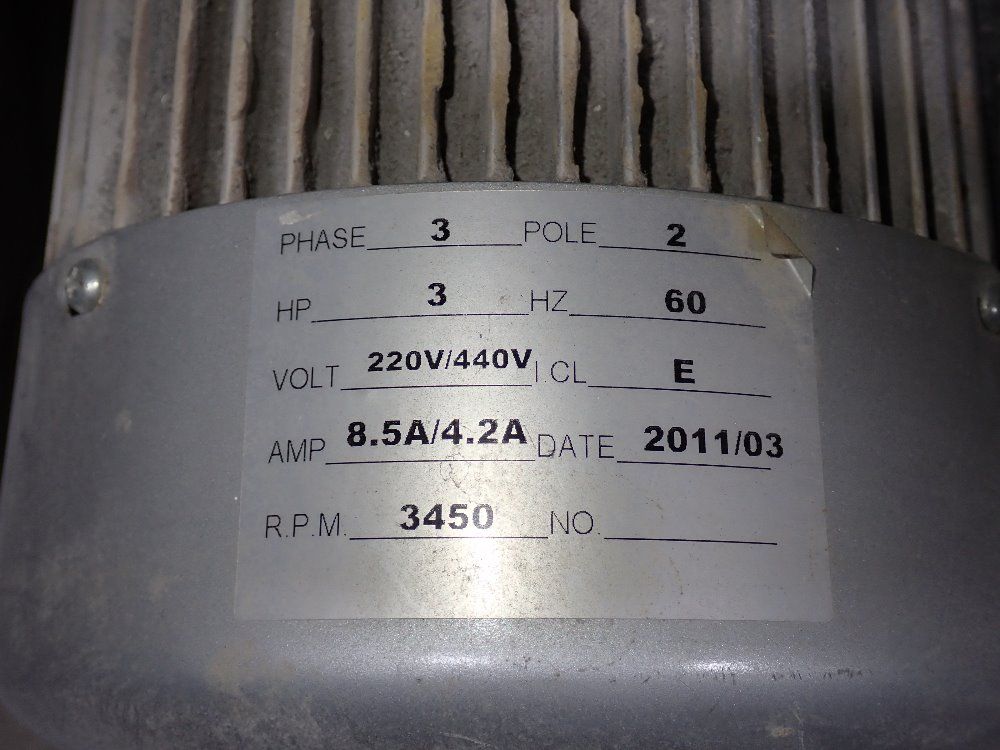 PHASE 3 POLE 2
HP 3 HZ 60
VOLT 220V/440V I.CL E
AMP 8.5A/4.2A DATE 2011/03
R.P.M. 3450 NO.